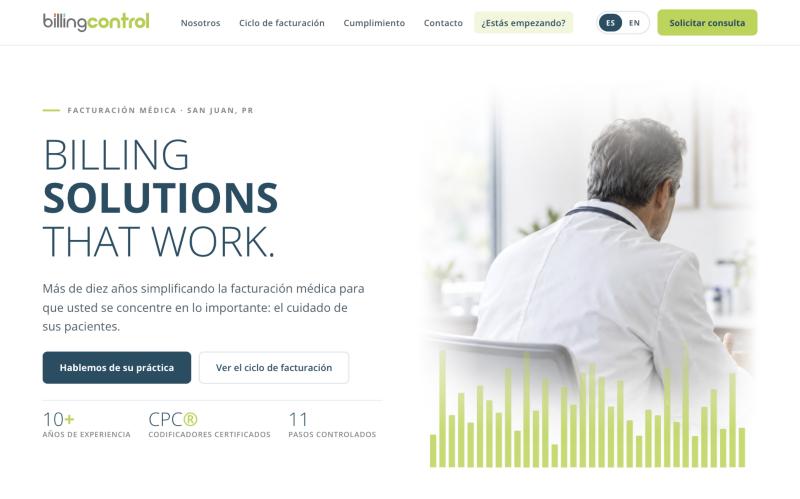 billingcontrol
Nosotros
Ciclo de facturación
Cumplimiento
Contacto
¿Estás empezando?
ES
EN
Solicitar consulta
FACTURACIÓN MÉDICA · SAN JUAN, PR
BILLING
SOLUTIONS
THAT WORK.
Más de diez años simplificando la facturación médica para
que usted se concentre en lo importante: el cuidado de
sus pacientes.
Hablemos de su práctica
Ver el ciclo de facturación
10+
AÑOS DE EXPERIENCIA
CPC®
CODIFICADORES CERTIFICADOS
11
PASOS CONTROLADOS